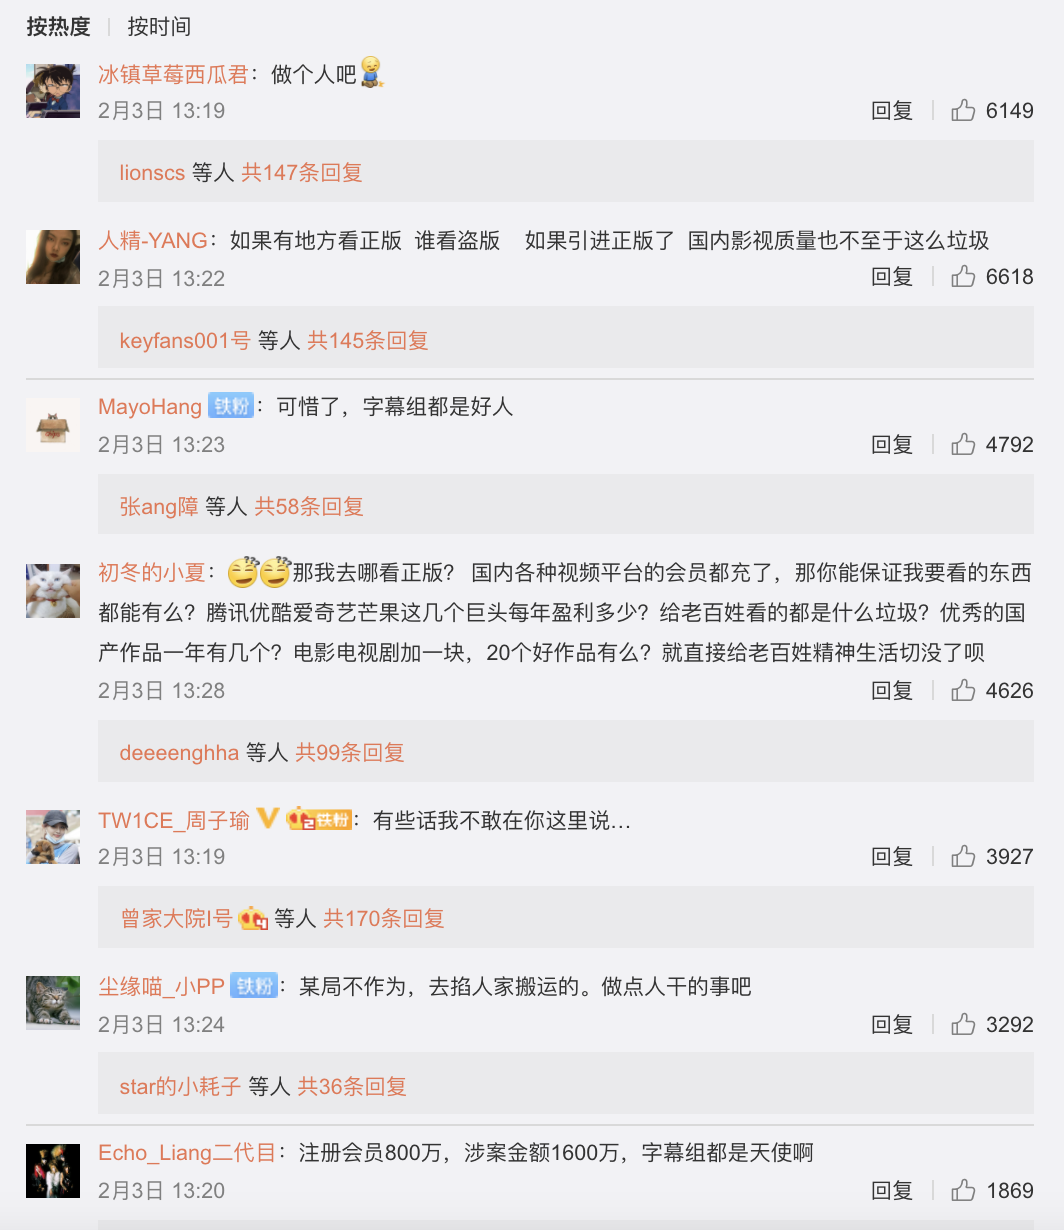 按热度 | 按时间
冰镇草莓西瓜君：做个人吧
2月3日 13:19 回复 6149
lionscs 等人 共147条回复
人精-YANG：如果有地方看正版 谁看盗版 如果引进正版了 国内影视质量也不至于这么垃圾
2月3日 13:22 回复 6618
keyfans001号 等人 共145条回复
MayoHang 铁粉：可惜了，字幕组都是好人
2月3日 13:23 回复 4792
张ang障 等人 共58条回复
初冬的小夏：那我去哪看正版？ 国内各种视频平台的会员都充了，那你能保证我要看的东西
都能有么？腾讯优酷爱奇艺芒果这几个巨头每年盈利多少？给老百姓看的都是什么垃圾？优秀的国
产作品一年有几个？电影电视剧加一块，20个好作品有么？就直接给老百姓精神生活切没了呗
2月3日 13:28 回复 4626
deeeenghha 等人 共99条回复
TW1CE_周子瑜 V 2 铁粉：有些话我不敢在你这里说...
2月3日 13:19 回复 3927
曾家大院I号 4 等人 共170条回复
尘缘喵_小PP 铁粉：某局不作为，去掐人家搬运的。做点人干的事吧
2月3日 13:24 回复 3292
star的小耗子 等人 共36条回复
Echo_Liang二代目：注册会员800万，涉案金额1600万，字幕组都是天使啊
2月3日 13:20 回复 1869